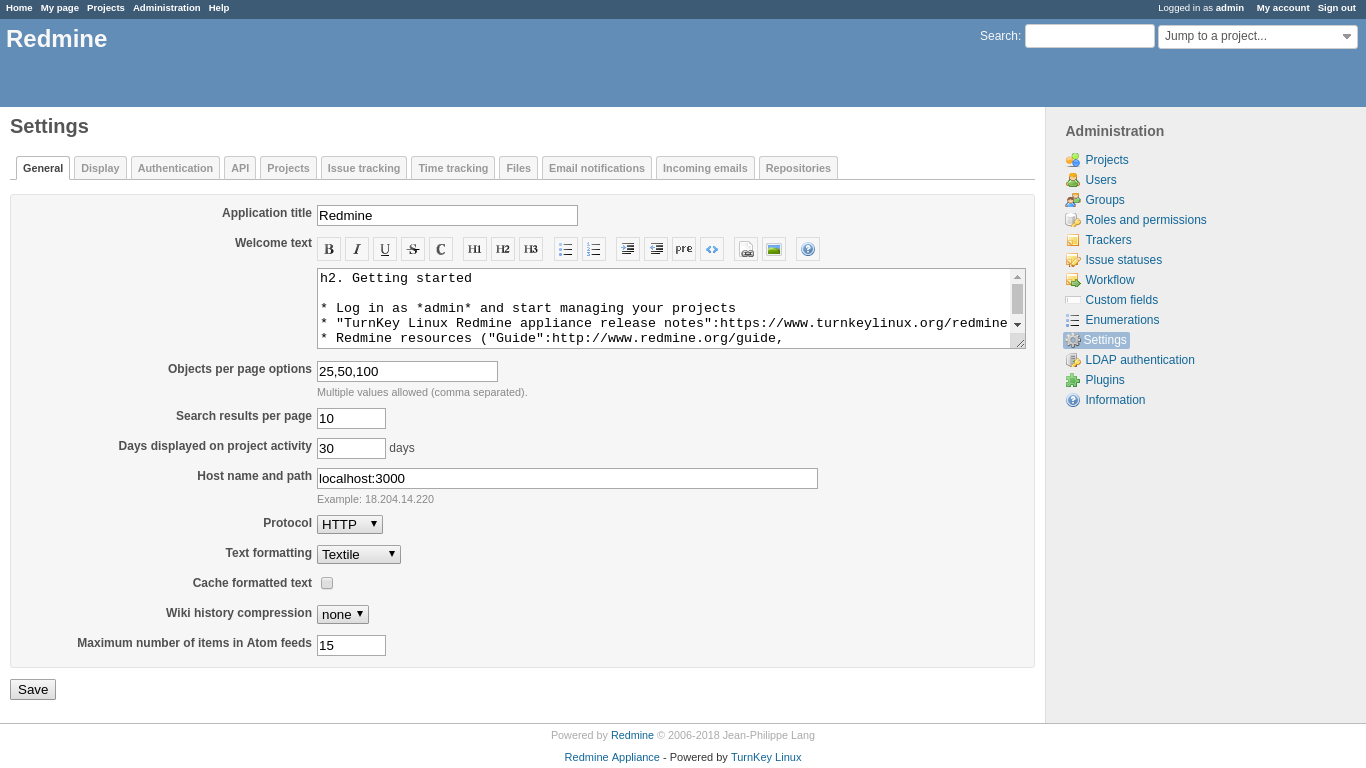 Home My page Projects Administration Help Logged in as admin My account Sign out
Redmine
Search: Jump to a project...
Settings
General Display Authentication API Projects Issue tracking Time tracking Files Email notifications Incoming emails Repositories
Application title Redmine
Welcome text B I U S C H1 H2 H3 pre
h2. Getting started
* Log in as *admin* and start managing your projects
* "TurnKey Linux Redmine appliance release notes":https://www.turnkeylinux.org/redmine
* Redmine resources ("Guide":http://www.redmine.org/guide,
Objects per page options 25,50,100
Multiple values allowed (comma separated).
Search results per page 10
Days displayed on project activity 30 days
Host name and path localhost:3000
Example: 18.204.14.220
Protocol HTTP
Text formatting Textile
Cache formatted text
Wiki history compression none
Maximum number of items in Atom feeds 15
Save
Administration
Projects
Users
Groups
Roles and permissions
Trackers
Issue statuses
Workflow
Custom fields
Enumerations
Settings
LDAP authentication
Plugins
Information
Powered by Redmine © 2006-2018 Jean-Philippe Lang
Redmine Appliance - Powered by TurnKey Linux